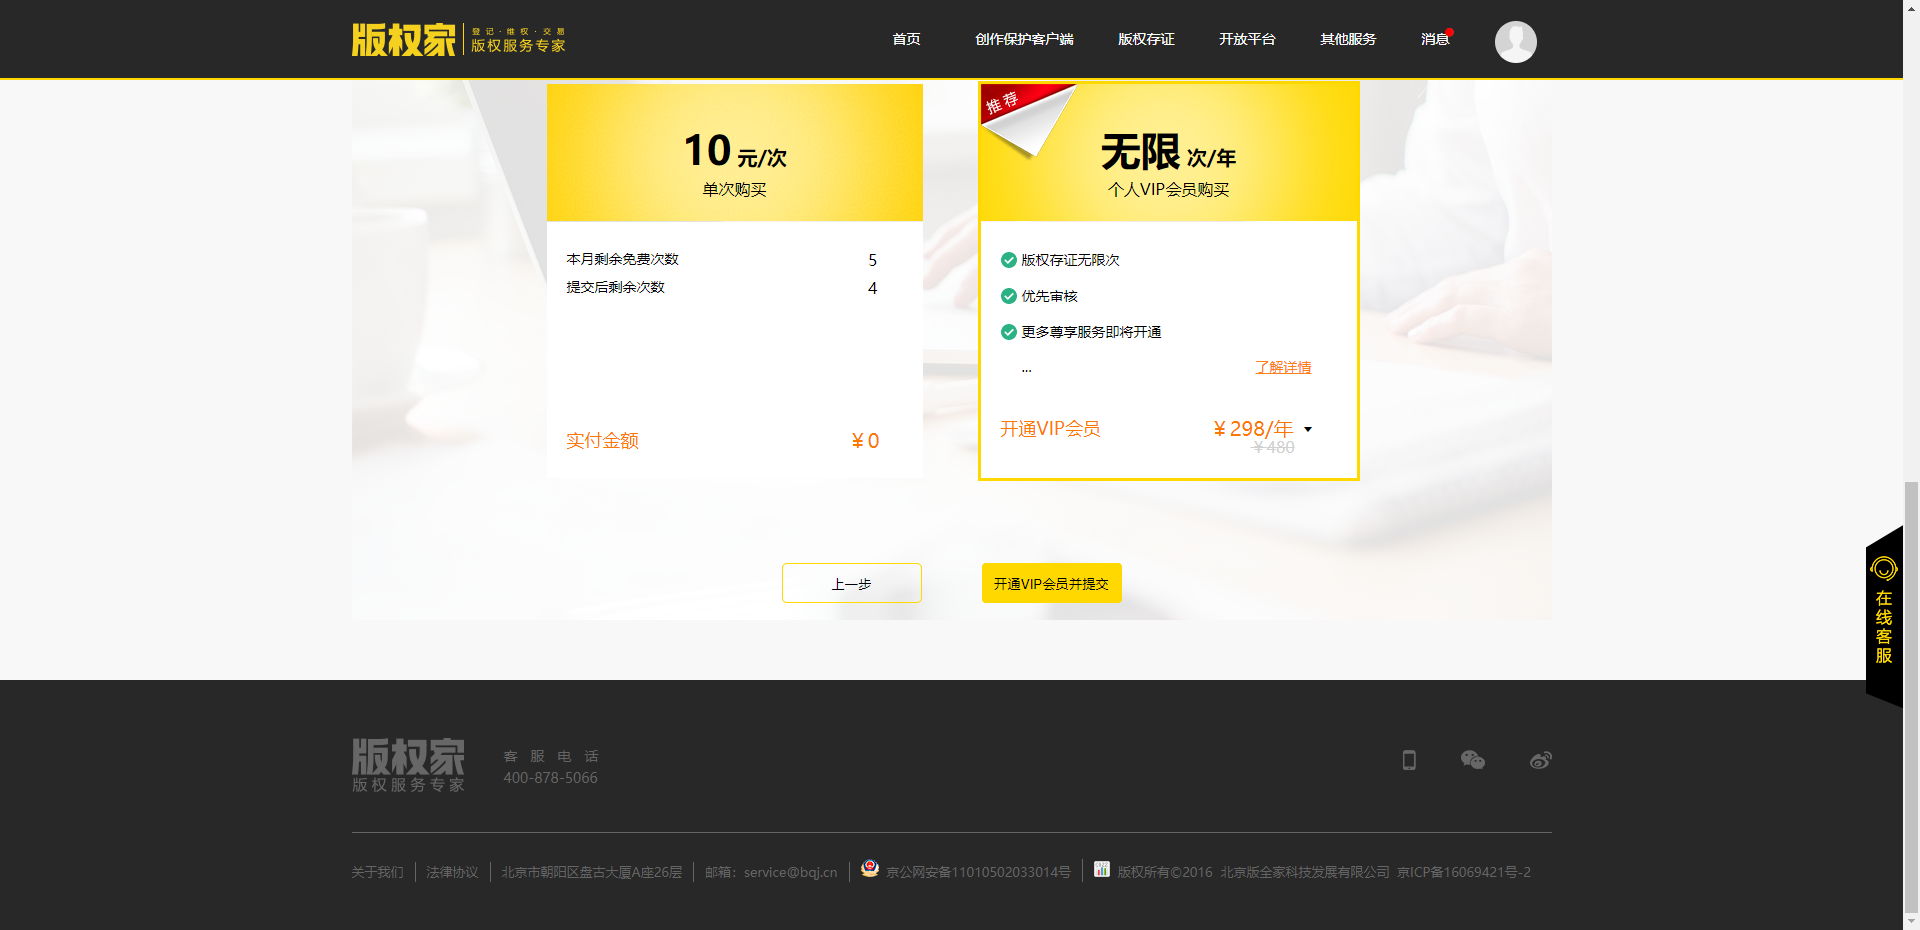 版权家
登记·维权·交易
版权服务专家
首页
创作保护客户端
版权存证
开放平台
其他服务
消息
10 元/次
单次购买
本月剩余免费次数 5
提交后剩余次数 4
实付金额 ¥0
推荐
无限 次/年
个人VIP会员购买
版权存证无限次
优先审核
更多尊享服务即将开通
...
了解详情
开通VIP会员 ¥298/年
¥480
上一步
开通VIP会员并提交
在线客服
版权家
版权服务专家
客服电话
400-878-5066
关于我们
法律协议
北京市朝阳区盘古大厦A座26层
邮箱：service@bqj.cn
京公网安备11010502033014号
版权所有©2016 北京版全家科技发展有限公司 京ICP备16069421号-2